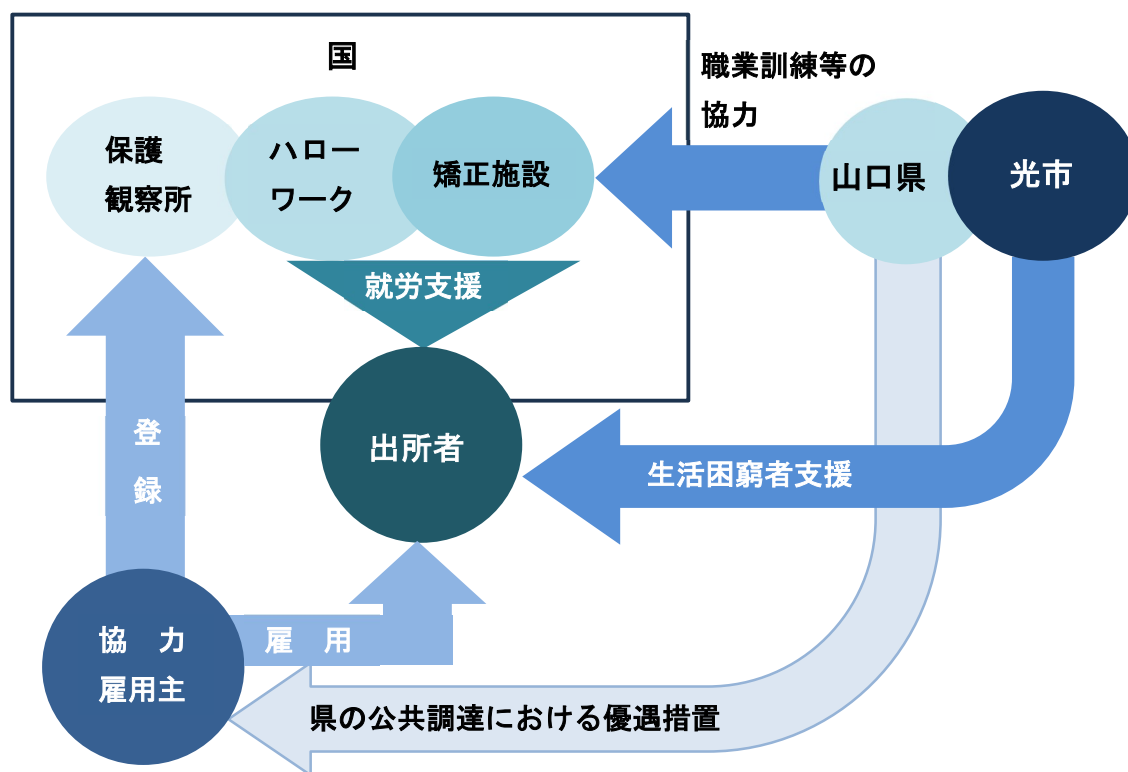 国
職業訓練等の
協力
保護
観察所
ハロー
ワーク
矯正施設
山口県
光市
就労支援
出所者
登
録
生活困窮者支援
協　力
雇用主
雇　用
県の公共調達における優遇措置